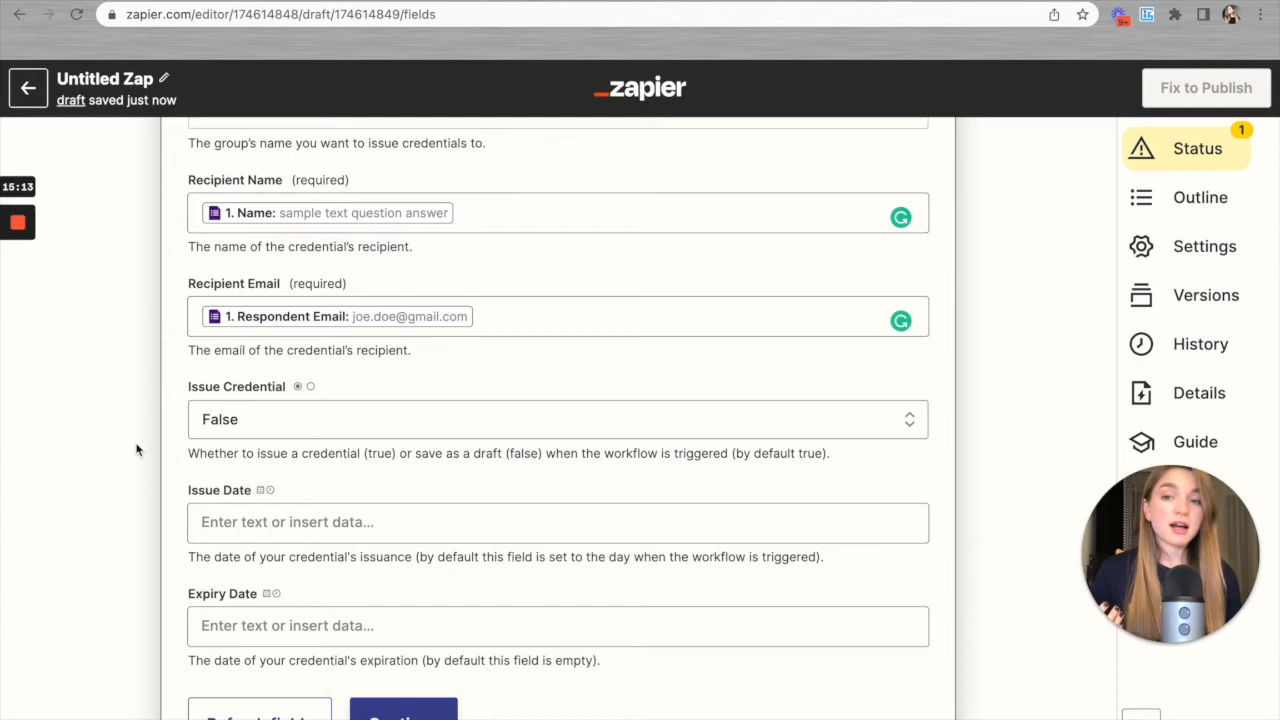 zapier.com/editor/174614848/draft/174614849/fields
9+
Untitled Zap
draft saved just now
_zapier
Fix to Publish
1
Status
15:13
Outline
Settings
Versions
History
Details
Guide
The group's name you want to issue credentials to.
Recipient Name (required)
1. Name: sample text question answer
The name of the credential's recipient.
Recipient Email (required)
1. Respondent Email: joe.doe@gmail.com
The email of the credential's recipient.
Issue Credential
False
Whether to issue a credential (true) or save as a draft (false) when the workflow is triggered (by default true).
Issue Date
Enter text or insert data...
The date of your credential's issuance (by default this field is set to the day when the workflow is triggered).
Expiry Date
Enter text or insert data...
The date of your credential's expiration (by default this field is empty).